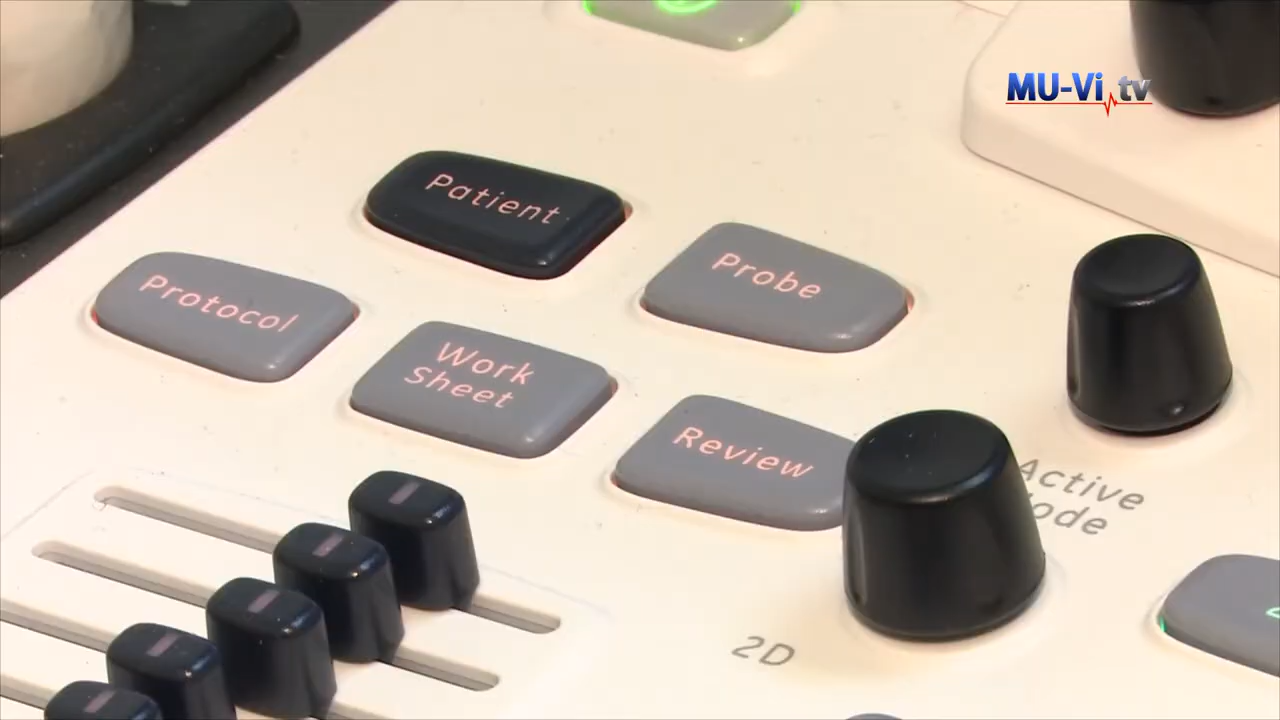 MU-Vi.tv
Patient
Probe
Protocol
Work
Sheet
Review
Active
2D